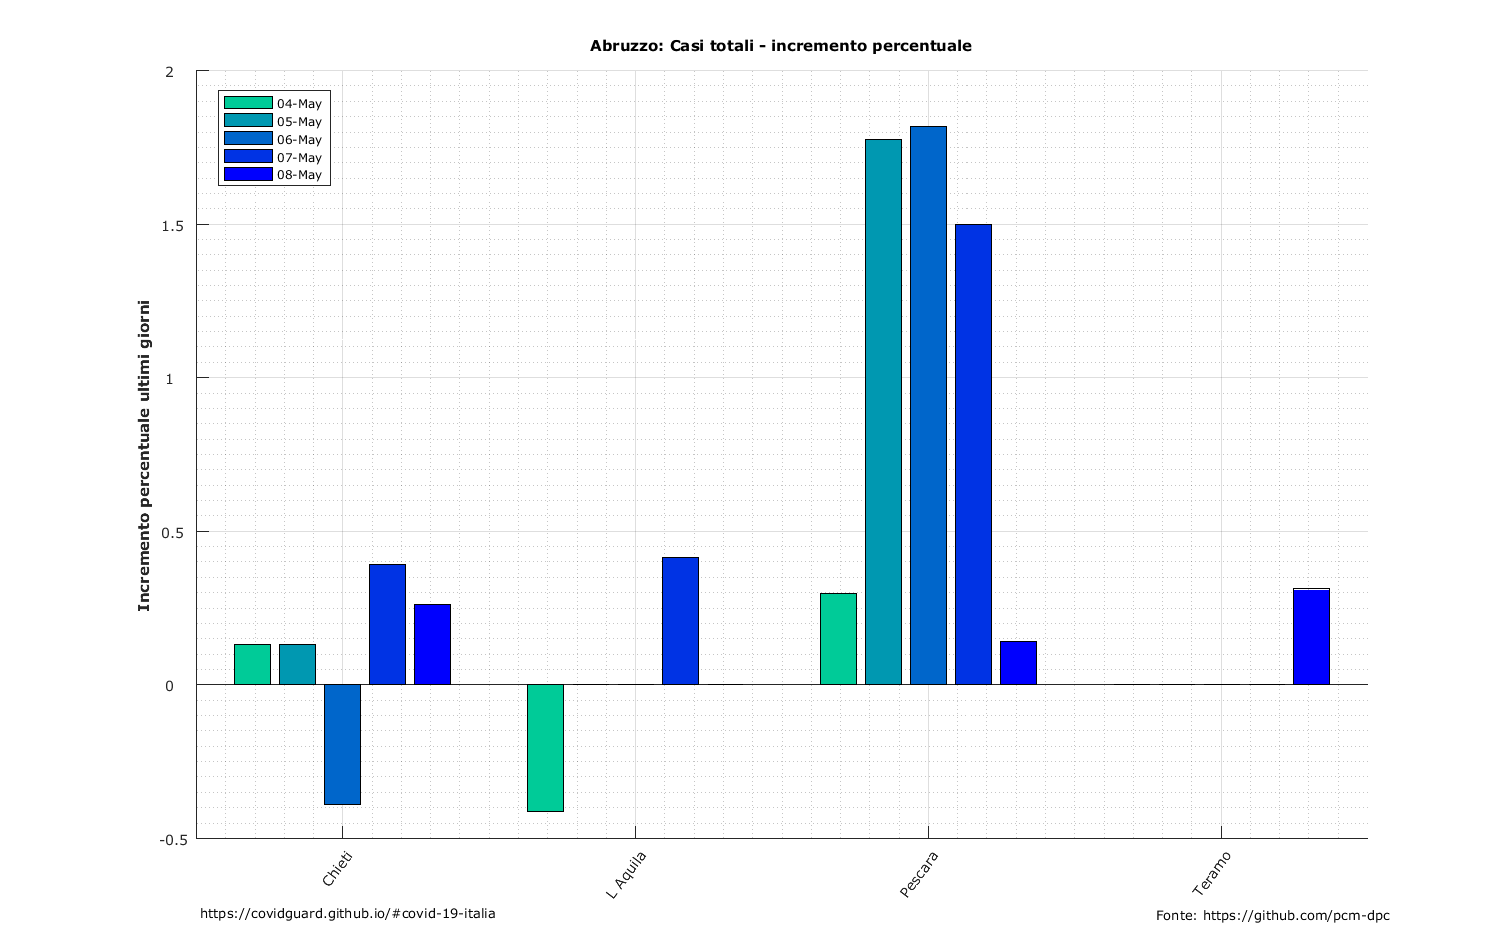 Abruzzo: Casi totali - incremento percentuale
2
04-May
05-May
06-May
07-May
08-May
1.5
1
0.5
0
-0.5
Incremento percentuale ultimi giorni
Chieti
L Aquila
Pescara
Teramo
https://covidguard.github.io/#covid-19-italia
Fonte: https://github.com/pcm-dpc